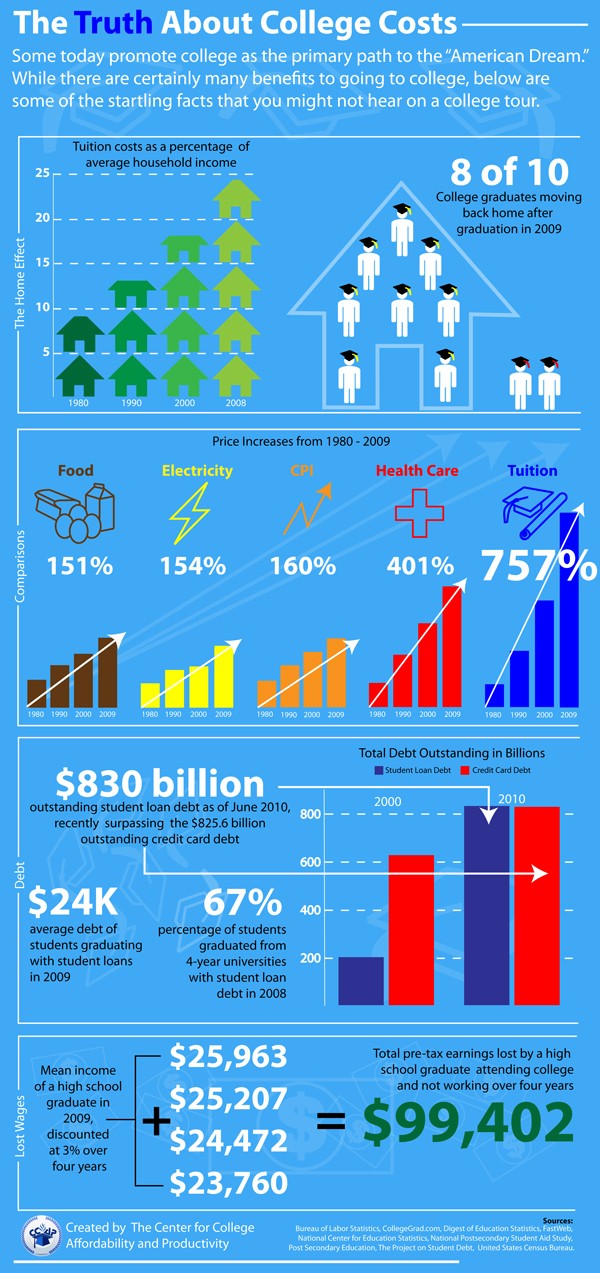 The Truth About College Costs
Some today promote college as the primary path to the “American Dream.”
While there are certainly many benefits to going to college, below are
some of the startling facts that you might not hear on a college tour.
The Home Effect
Tuition costs as a percentage of
average household income
25
20
15
10
5
1980 1990 2000 2008
8 of 10
College graduates moving
back home after
graduation in 2009
Comparisons
Price Increases from 1980 - 2009
Food Electricity CPI Health Care Tuition
151% 154% 160% 401% 757%
1980 1990 2000 2009 1980 1990 2000 2009 1980 1990 2000 2009 1980 1990 2000 2009 1980 1990 2000 2009
Debt
$830 billion
outstanding student loan debt as of June 2010,
recently surpassing the $825.6 billion
outstanding credit card debt
$24K
average debt of
students graduating
with student loans
in 2009
67%
percentage of students
graduated from
4-year universities
with student loan
debt in 2008
Total Debt Outstanding in Billions
Student Loan Debt Credit Card Debt
2000 2010
800
600
400
200
Lost Wages
Mean income
of a high school
graduate in
2009,
discounted
at 3% over
four years
+
$25,963
$25,207
$24,472
$23,760
=
Total pre-tax earnings lost by a high
school graduate attending college
and not working over four years
$99,402
Created by The Center for College
Affordability and Productivity
Sources:
Bureau of Labor Statistics, CollegeGrad.com, Digest of Education Statistics, FastWeb,
National Center for Education Statistics, National Postsecondary Student Aid Study,
Post Secondary Education, The Project on Student Debt, United States Census Bureau.